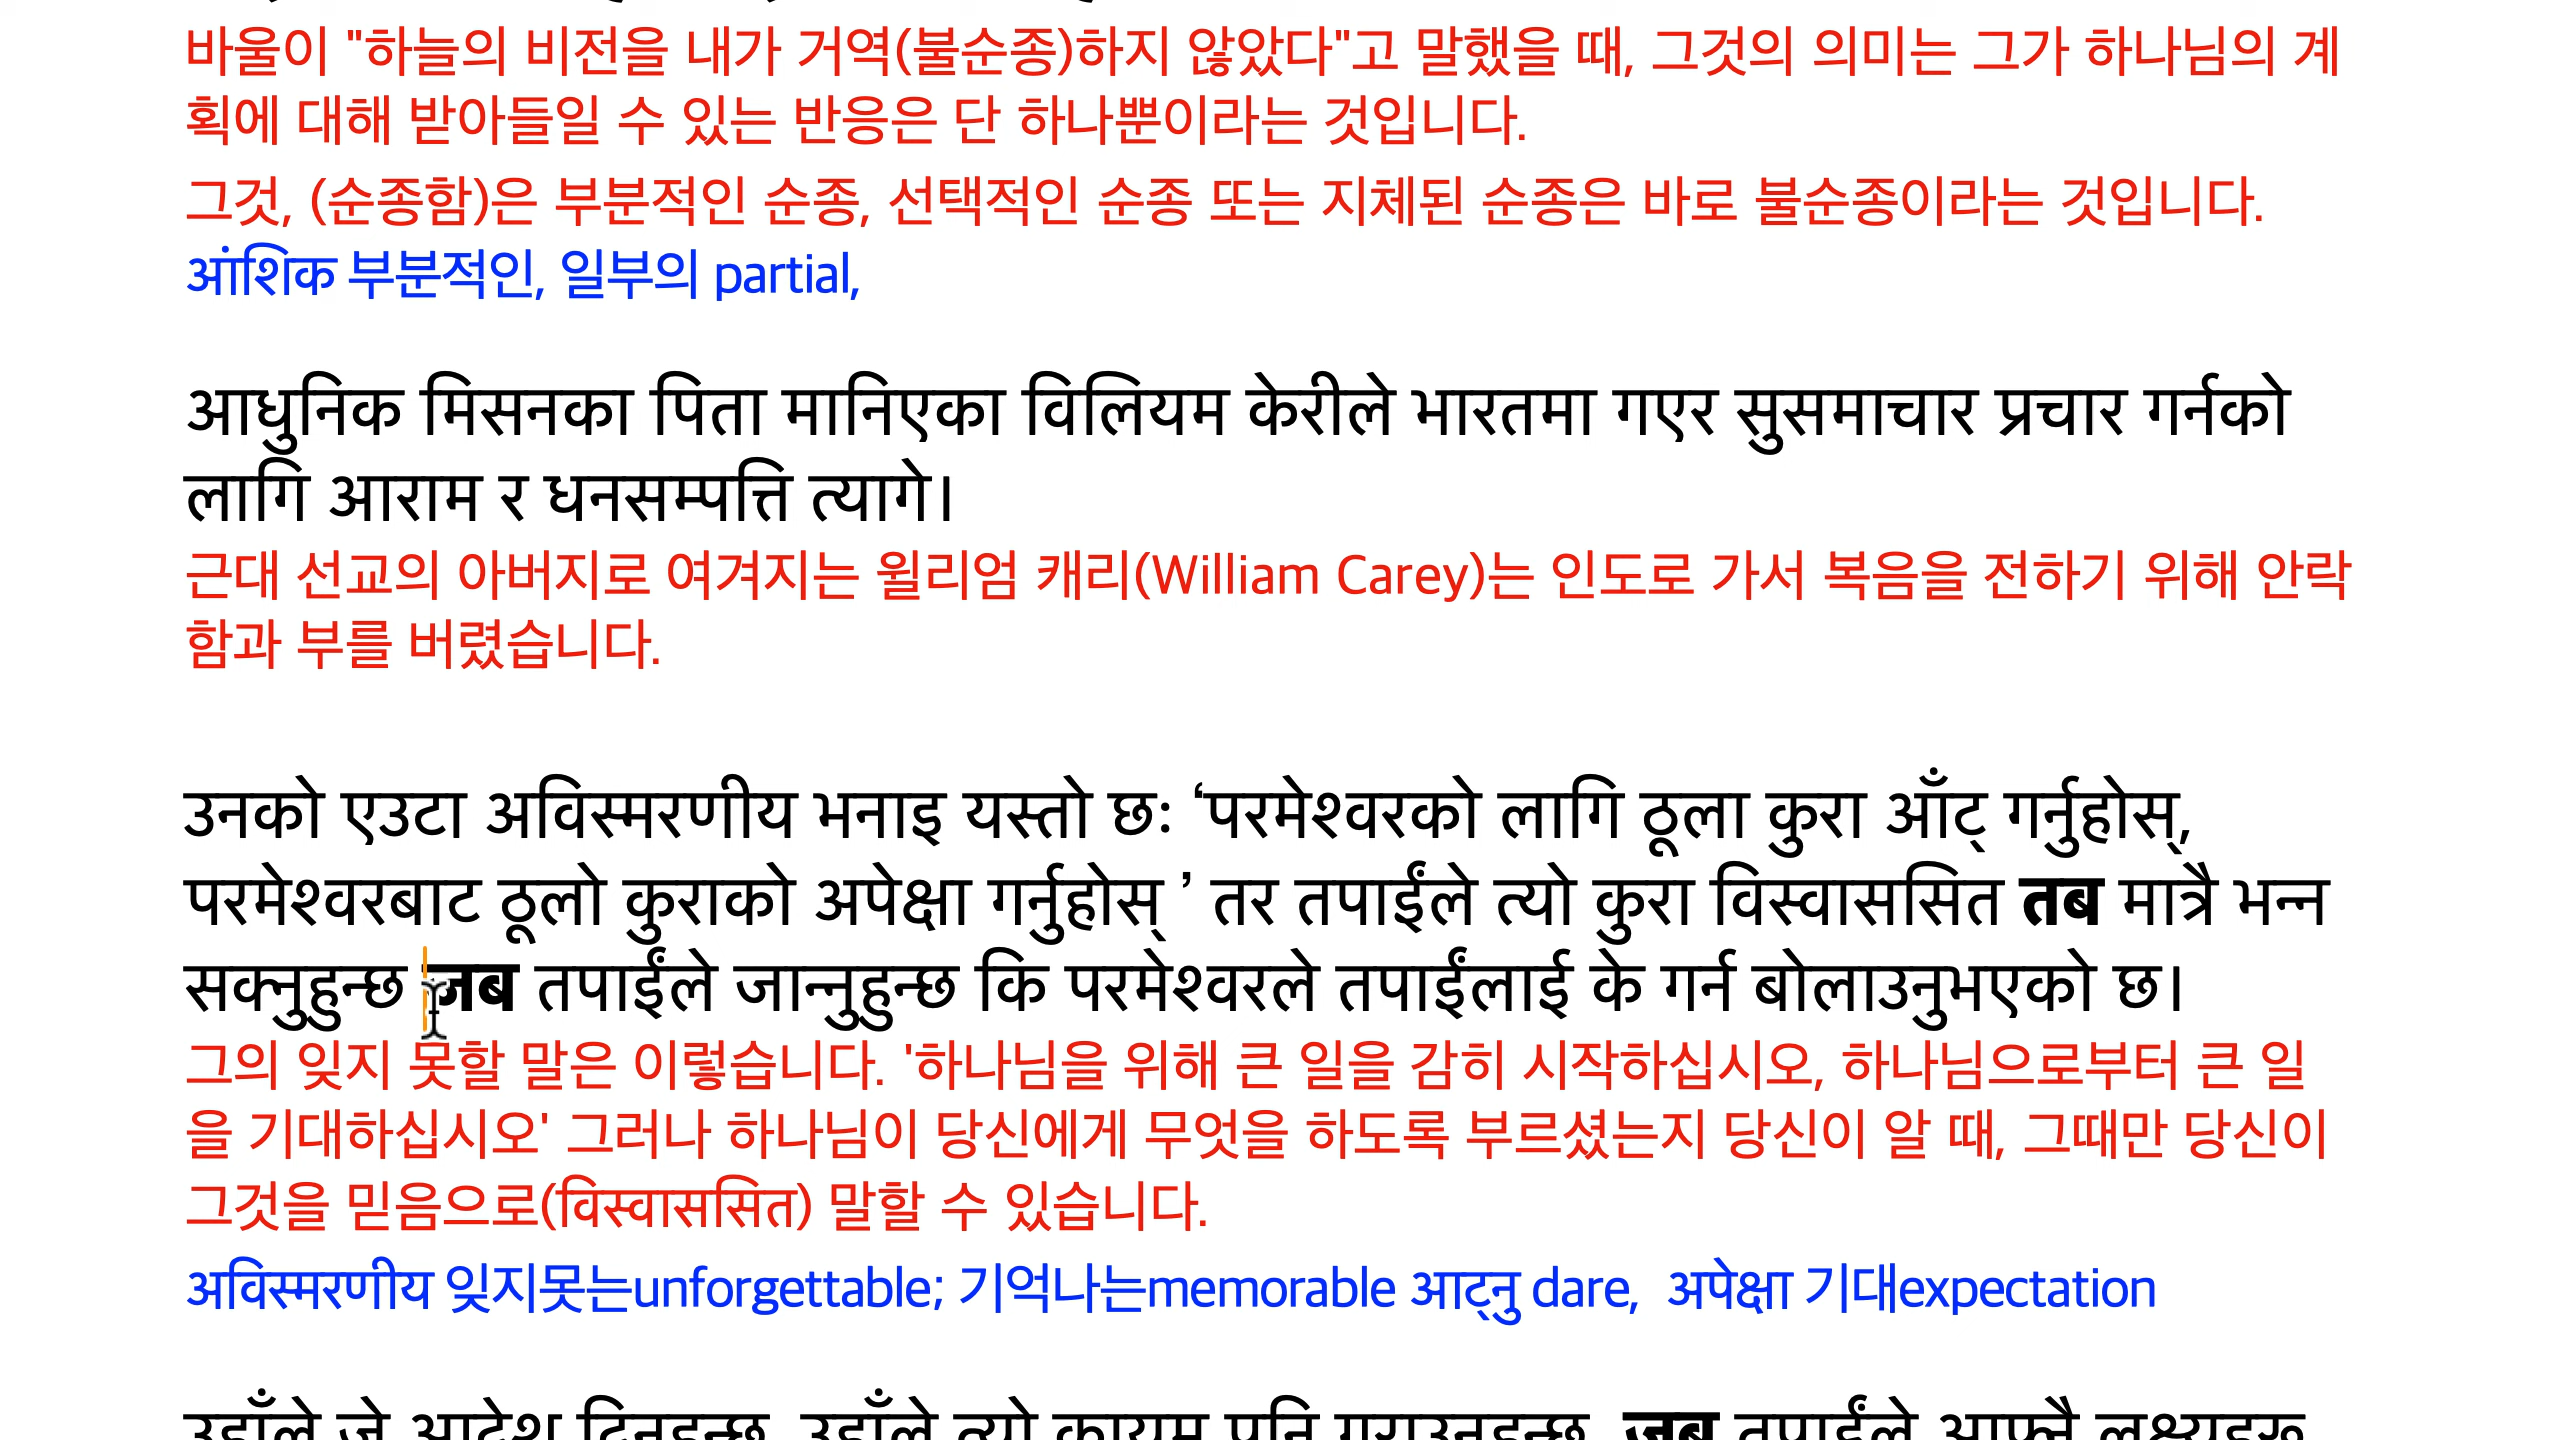 바울이 "하늘의 비전을 내가 거역(불순종)하지 않았다"고 말했을 때, 그것의 의미는 그가 하나님의 계
획에 대해 받아들일 수 있는 반응은 단 하나뿐이라는 것입니다.
그것, (순종함)은 부분적인 순종, 선택적인 순종 또는 지체된 순종은 바로 불순종이라는 것입니다.
आंशिक 부분적인, 일부의 partial,
आधुनिक मिसनका पिता मानिएका विलियम केरीले भारतमा गएर सुसमाचार प्रचार गर्नको
लागि आराम र धनसम्पत्ति त्यागे।
근대 선교의 아버지로 여겨지는 윌리엄 캐리(William Carey)는 인도로 가서 복음을 전하기 위해 안락
함과 부를 버렸습니다.
उनको एउटा अविस्मरणीय भनाइ यस्तो छः ‘परमेश्वरको लागि ठूला कुरा आँट् गर्नुहोस्,
परमेश्वरबाट ठूलो कुराको अपेक्षा गर्नुहोस् ’ तर तपाईंले त्यो कुरा विस्वाससित तब मात्रै भन्न
सक्नुहुन्छ जब तपाईंले जान्नुहुन्छ कि परमेश्वरले तपाईंलाई के गर्न बोलाउनुभएको छ।
그의 잊지 못할 말은 이렇습니다. '하나님을 위해 큰 일을 감히 시작하십시오, 하나님으로부터 큰 일
을 기대하십시오' 그러나 하나님이 당신에게 무엇을 하도록 부르셨는지 당신이 알 때, 그때만 당신이
그것을 믿음으로(विस्वाससित) 말할 수 있습니다.
अविस्मरणीय 잊지못는unforgettable; 기억나는memorable आट्नु dare, अपेक्षा 기대expectation
उहाँले जे आदेश दिनुहुन्छ, उहाँले त्यो कायम पनि गराउनुहुन्छ, जब तपाईंले आफ्नै लक्ष्यहरू